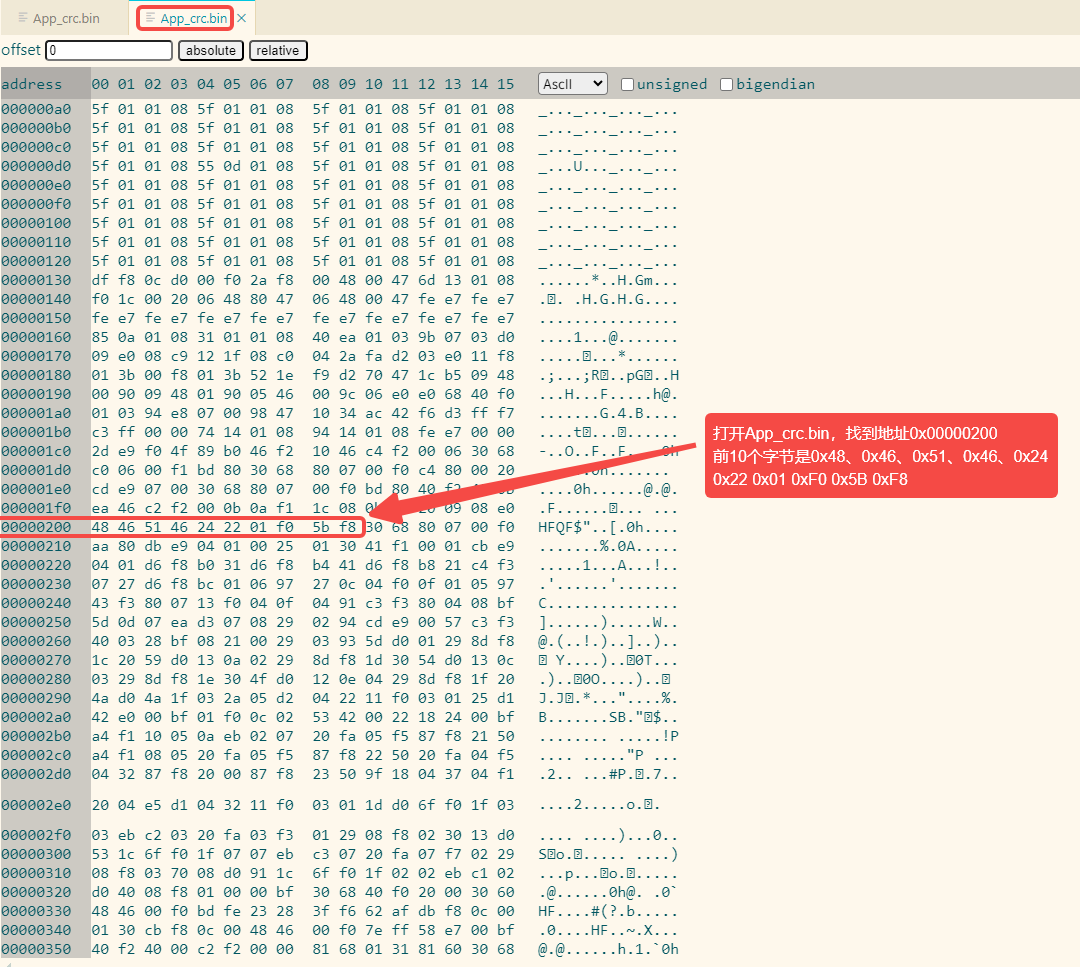 App_crc.bin App_crc.bin ×
offset 0 absolute relative
address 00 01 02 03 04 05 06 07 08 09 10 11 12 13 14 15 AscII unsigned bigendian
000000a0 5f 01 01 08 5f 01 01 08 5f 01 01 08 5f 01 01 08 _..._..._..._...
000000b0 5f 01 01 08 5f 01 01 08 5f 01 01 08 5f 01 01 08 _..._..._..._...
000000c0 5f 01 01 08 5f 01 01 08 5f 01 01 08 5f 01 01 08 _..._..._..._...
000000d0 5f 01 01 08 55 0d 01 08 5f 01 01 08 5f 01 01 08 _...U..._..._...
000000e0 5f 01 01 08 5f 01 01 08 5f 01 01 08 5f 01 01 08 _..._..._..._...
000000f0 5f 01 01 08 5f 01 01 08 5f 01 01 08 5f 01 01 08 _..._..._..._...
00000100 5f 01 01 08 5f 01 01 08 5f 01 01 08 5f 01 01 08 _..._..._..._...
00000110 5f 01 01 08 5f 01 01 08 5f 01 01 08 5f 01 01 08 _..._..._..._...
00000120 5f 01 01 08 5f 01 01 08 5f 01 01 08 5f 01 01 08 _..._..._..._...
00000130 df f8 0c d0 00 f0 2a f8 00 48 00 47 6d 13 01 08 ......*..H.Gm...
00000140 f0 1c 00 20 06 48 80 47 06 48 00 47 fe e7 fe e7 .. .H.G.H.G....
00000150 fe e7 fe e7 fe e7 fe e7 fe e7 fe e7 fe e7 fe e7 ................
00000160 85 0a 01 08 31 01 01 08 40 ea 01 03 9b 07 03 d0 ....1...@.......
00000170 09 e0 08 c9 12 1f 08 c0 04 2a fa d2 03 e0 11 f8 ........*......
00000180 01 3b 00 f8 01 3b 52 1e f9 d2 70 47 1c b5 09 48 .;...;R..pG..H
00000190 00 90 09 48 01 90 05 46 00 9c 06 e0 e0 68 40 f0 ...H...F.....h@.
000001a0 01 03 94 e8 07 00 98 47 10 34 ac 42 f6 d3 ff f7 .......G.4.B....
000001b0 c3 ff 00 00 74 14 01 08 94 14 01 08 fe e7 00 00 ....t.........
000001c0 2d e9 f0 4f 89 b0 46 f2 10 46 c4 f2 00 06 30 68 -..O..F..F....0h
000001d0 c0 06 00 f1 bd 80 30 68 80 07 00 f0 c4 80 00 20 ......0h.......
000001e0 cd e9 07 00 30 68 80 07 00 f0 bd 80 40 f2 ....0h......@.@.
000001f0 ea 46 c2 f2 00 0b 0a f1 1c 08 09 08 e0 .F......
00000200 48 46 51 46 24 22 01 f0 5b f8 30 68 80 07 00 f0 HFQF$"..[.0h....
00000210 aa 80 db e9 04 01 00 25 01 30 41 f1 00 01 cb e9 .......%.0A.....
00000220 04 01 d6 f8 b0 31 d6 f8 b4 41 d6 f8 b8 21 c4 f3 .....1...A...!..
00000230 07 27 d6 f8 bc 01 06 97 27 0c 04 f0 0f 01 05 97 .'......'.......
00000240 43 f3 80 07 13 f0 04 0f 04 91 c3 f3 80 04 08 bf C...............
00000250 5d 0d 07 ea d3 07 08 29 02 94 cd e9 00 57 c3 f3 ]......).....W..
00000260 40 03 28 bf 08 21 00 29 03 93 5d d0 01 29 8d f8 @.(..!.)..]..)..
00000270 1c 20 59 d0 13 0a 02 29 8d f8 1d 30 54 d0 13 0c Y....)..0T...
00000280 03 29 8d f8 1e 30 4f d0 12 0e 04 29 8d f8 1f 20 .)..0O....)..
00000290 4a d0 4a 1f 03 2a 05 d2 04 22 11 f0 03 01 25 d1 J.J.*..."....%.
000002a0 42 e0 00 bf 01 f0 0c 02 53 42 00 22 18 24 00 bf B.......SB."$..
000002b0 a4 f1 10 05 0a eb 02 07 20 fa 05 f5 87 f8 21 50 ........ .....!P
000002c0 a4 f1 08 05 20 fa 05 f5 87 f8 22 50 20 fa 04 f5 .... ....."P ...
000002d0 04 32 87 f8 20 00 87 f8 23 50 9f 18 04 37 04 f1 .2.. ...#P..7..
000002e0 20 04 e5 d1 04 32 11 f0 03 01 1d d0 6f f0 1f 03 ....2.....o..
000002f0 03 eb c2 03 20 fa 03 f3 01 29 08 f8 02 30 13 d0 .... ....)...0..
00000300 53 1c 6f f0 1f 07 07 eb c3 07 20 fa 07 f7 02 29 So...... ....)
00000310 08 f8 03 70 08 d0 91 1c 6f f0 1f 02 02 eb c1 02 ...p...o......
00000320 d0 40 08 f8 01 00 00 bf 30 68 40 f0 20 00 30 60 .@......0h@. .0`
00000330 48 46 00 f0 bd fe 23 28 3f f6 62 af db f8 0c 00 HF....#(?.b.....
00000340 01 30 cb f8 0c 00 48 46 00 f0 7e ff 58 e7 00 bf .0....HF..~.X...
00000350 40 f2 40 00 c2 f2 00 00 81 68 01 31 81 60 30 68 @.@......h.1.`0h
打开App_crc.bin，找到地址0x00000200
前10个字节是0x48、0x46、0x51、0x46、0x24
0x22 0x01 0xF0 0x5B 0xF8